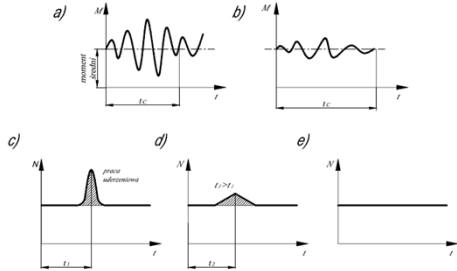 a)
M
moment
średni
tc
t
b)
M
tc
t
c)
N
praca
uderzeniowa
t1
t
d)
N
t2>t1
t2
t
e)
N
t